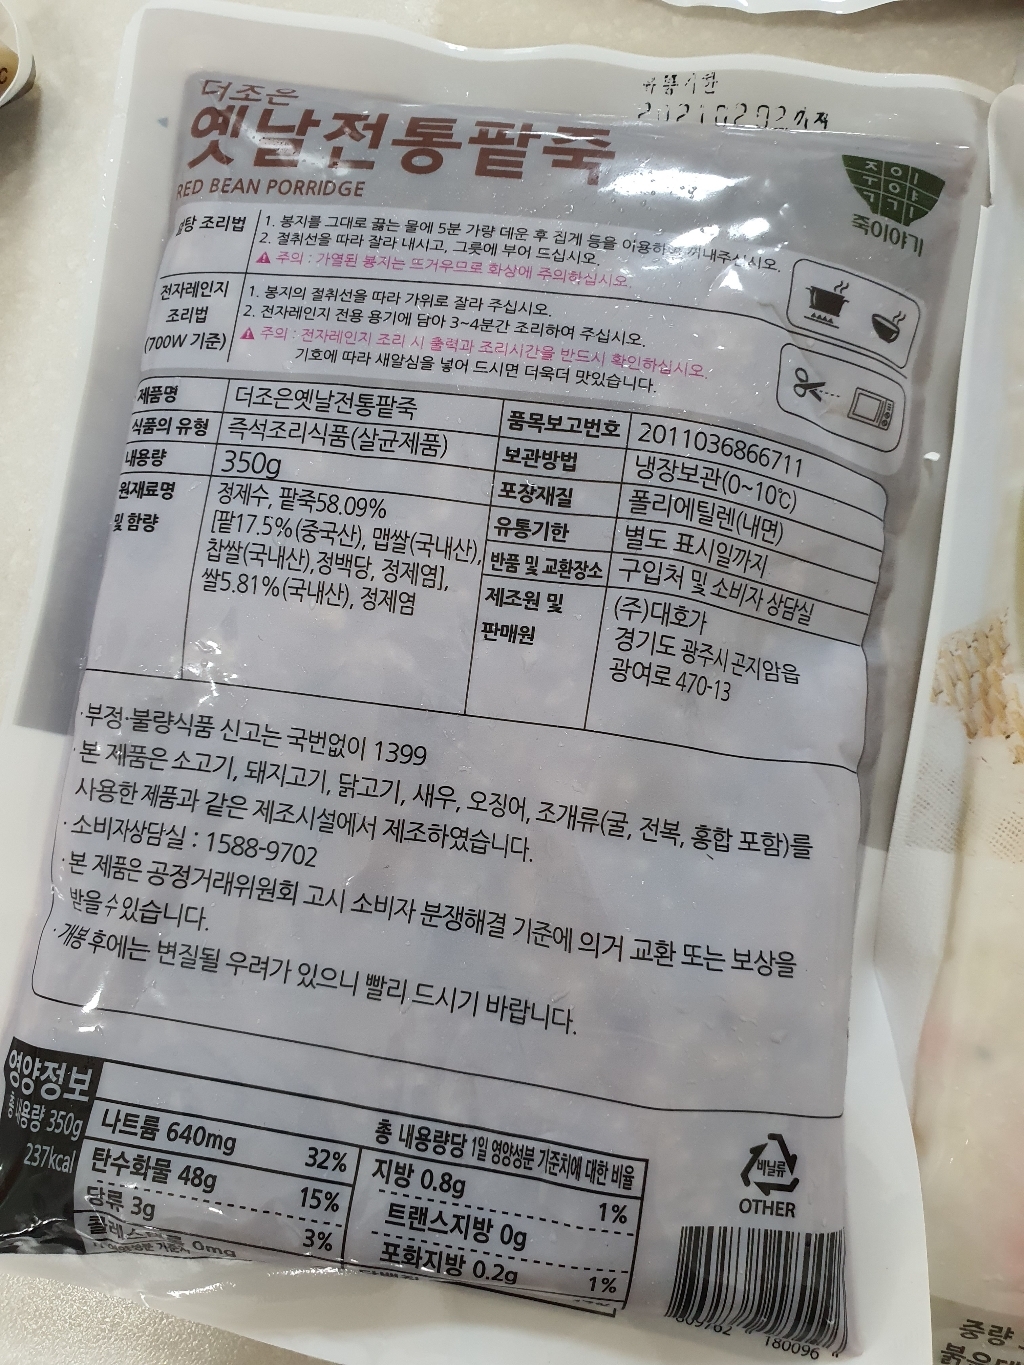 유통기한
더조은
옛날전통팥죽
RED BEAN PORRIDGE
죽이야기
죽이야기
조리법
1. 봉지를 그대로 끓는 물에 5분 가량 데운 후 집게 등을 이용하여 꺼내주십시오.
2. 절취선을 따라 잘라 내시고, 그릇에 부어 드십시오.
주의 : 가열된 봉지는 뜨거우므로 화상에 주의하십시오.
전자레인지
조리법
(700W 기준)
1. 봉지의 절취선을 따라 가위로 잘라 주십시오.
2. 전자레인지 전용 용기에 담아 3~4분간 조리하여 주십시오.
주의 : 전자레인지 조리 시 출력과 조리시간을 반드시 확인하십시오.
기호에 따라 새알심을 넣어 드시면 더욱더 맛있습니다.
제품명 더조은옛날전통팥죽
식품의 유형 즉석조리식품(살균제품)
내용량 350g
원재료명
및 함량
정제수, 팥죽58.09%
[팥17.5%(중국산), 맵쌀(국내산),
찹쌀(국내산),정백당, 정제염],
쌀5.81%(국내산), 정제염
품목보고번호 2011036866711
보관방법 냉장보관(0~10℃)
포장재질 폴리에틸렌(내면)
유통기한 별도 표시일까지
반품 및 교환장소 구입처 및 소비자 상담실
제조원 및
판매원
(주)대호가
경기도 광주시 곤지암읍
광여로 470-13
·부정·불량식품 신고는 국번없이 1399
·본 제품은 소고기, 돼지고기, 닭고기, 새우, 오징어, 조개류(굴, 전복, 홍합 포함)를
사용한 제품과 같은 제조시설에서 제조하였습니다.
·소비자상담실 : 1588-9702
·본 제품은 공정거래위원회 고시 소비자 분쟁해결 기준에 의거 교환 또는 보상을
받을 수 있습니다.
·개봉 후에는 변질될 우려가 있으니 빨리 드시기 바랍니다.
영양정보
총 내용량 350g
237kcal
총 내용량당 1일 영양성분 기준치에 대한 비율
나트륨 640mg 32%
탄수화물 48g 15%
당류 3g 3%
콜레스테롤 0mg
지방 0.8g 1%
트랜스지방 0g
포화지방 0.2g 1%
비닐류
OTHER
180096
중량